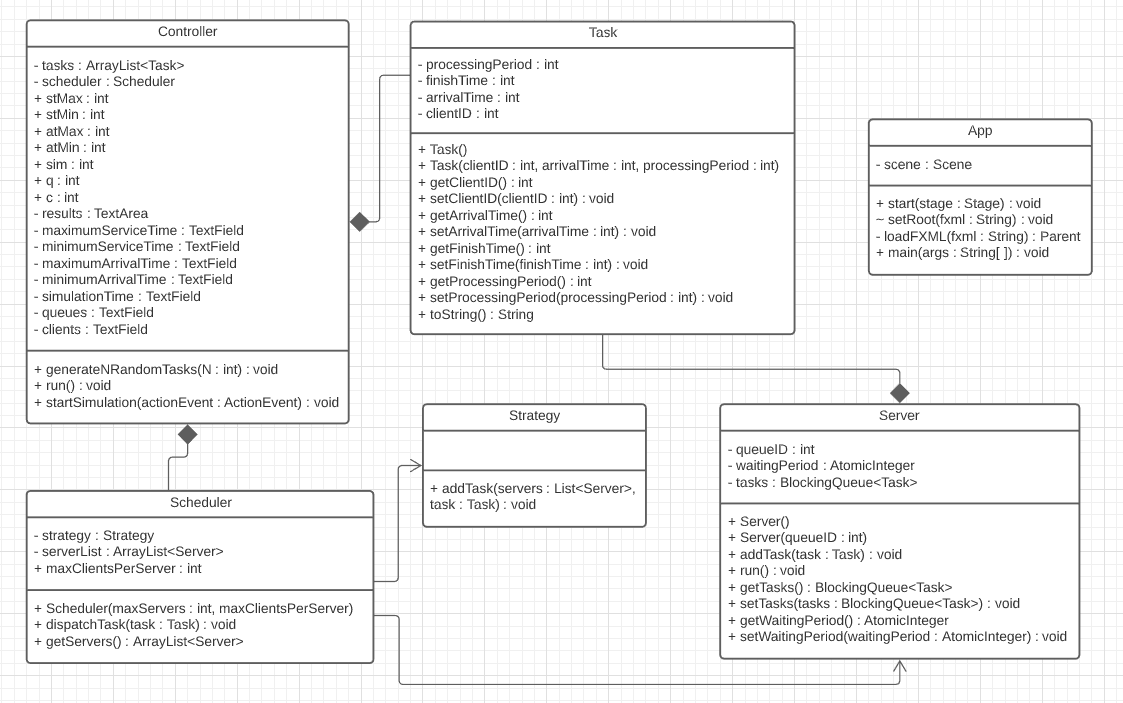 Controller
- tasks : ArrayList<Task>
- scheduler : Scheduler
+ stMax : int
+ stMin : int
+ atMax : int
+ atMin : int
+ sim : int
+ q : int
+ c : int
- results : TextArea
- maximumServiceTime : TextField
- minimumServiceTime : TextField
- maximumArrivalTime : TextField
- minimumArrivalTime : TextField
- simulationTime : TextField
- queues : TextField
- clients : TextField
+ generateNRandomTasks(N : int) : void
+ run() : void
+ startSimulation(actionEvent : ActionEvent) : void
Task
- processingPeriod : int
- finishTime : int
- arrivalTime : int
- clientID : int
+ Task()
+ Task(clientID : int, arrivalTime : int, processingPeriod : int)
+ getClientID() : int
+ setClientID(clientID : int) : void
+ getArrivalTime() : int
+ setArrivalTime(arrivalTime : int) : void
+ getFinishTime() : int
+ setFinishTime(finishTime : int) : void
+ getProcessingPeriod() : int
+ setProcessingPeriod(processingPeriod : int) : void
+ toString() : String
App
- scene : Scene
+ start(stage : Stage) : void
~ setRoot(fxml : String) : void
- loadFXML(fxml : String) : Parent
+ main(args : String[ ]) : void
Scheduler
- strategy : Strategy
- serverList : ArrayList<Server>
+ maxClientsPerServer : int
+ Scheduler(maxServers : int, maxClientsPerServer)
+ dispatchTask(task : Task) : void
+ getServers() : ArrayList<Server>
Strategy
+ addTask(servers : List<Server>,
task : Task) : void
Server
- queueID : int
- waitingPeriod : AtomicInteger
- tasks : BlockingQueue<Task>
+ Server()
+ Server(queueID : int)
+ addTask(task : Task) : void
+ run() : void
+ getTasks() : BlockingQueue<Task>
+ setTasks(tasks : BlockingQueue<Task>) : void
+ getWaitingPeriod() : AtomicInteger
+ setWaitingPeriod(waitingPeriod : AtomicInteger) : void